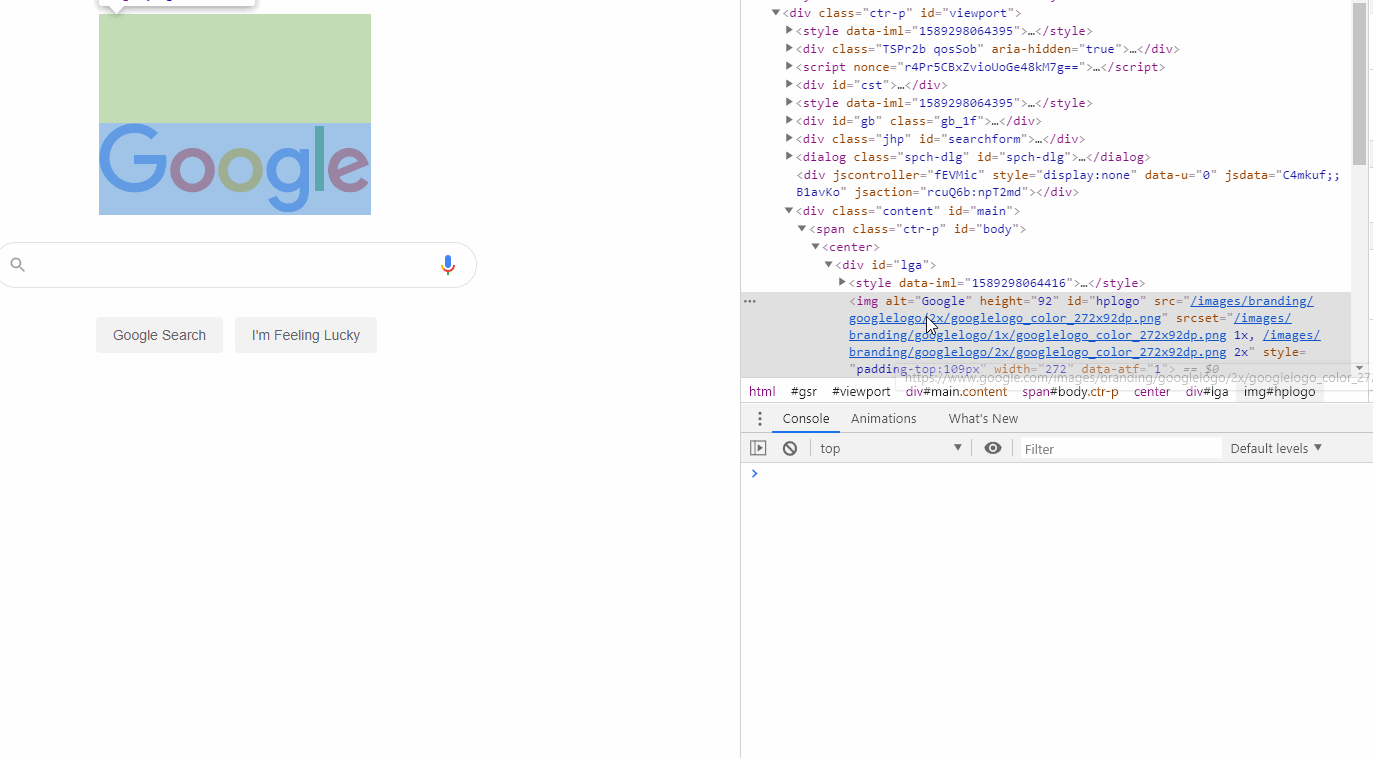 Google
Google Search
I'm Feeling Lucky
<div class="ctr-p" id="viewport">
<style data-iml="1589298064395">…</style>
<div class="TSPr2b qosSob" aria-hidden="true">…</div>
<script nonce="r4Pr5CBxZvioUoGe48kM7g==">…</script>
<div id="cst">…</div>
<style data-iml="1589298064395">…</style>
<div id="gb" class="gb_1f">…</div>
<div class="jhp" id="searchform">…</div>
<dialog class="spch-dlg" id="spch-dlg">…</dialog>
<div jscontroller="fEVMic" style="display:none" data-u="0" jsdata="C4mkuf;;
B1avKo" jsaction="rcuQ6b:npT2md"></div>
<div class="content" id="main">
<span class="ctr-p" id="body">
<center>
<div id="lga">
<style data-iml="1589298064416">…</style>
<img alt="Google" height="92" id="hplogo" src="/images/branding/
googlelogo/2x/googlelogo_color_272x92dp.png" srcset="/images/
branding/googlelogo/1x/googlelogo_color_272x92dp.png 1x, /images/
branding/googlelogo/2x/googlelogo_color_272x92dp.png 2x" style=
"padding-top:109px" width="272" data-atf="1"> == $0
https://www.google.com/images/branding/googlelogo/2x/googlelogo_color_27
html #gsr #viewport div#main.content span#body.ctr-p center div#lga img#hplogo
Console Animations What's New
top Filter Default levels